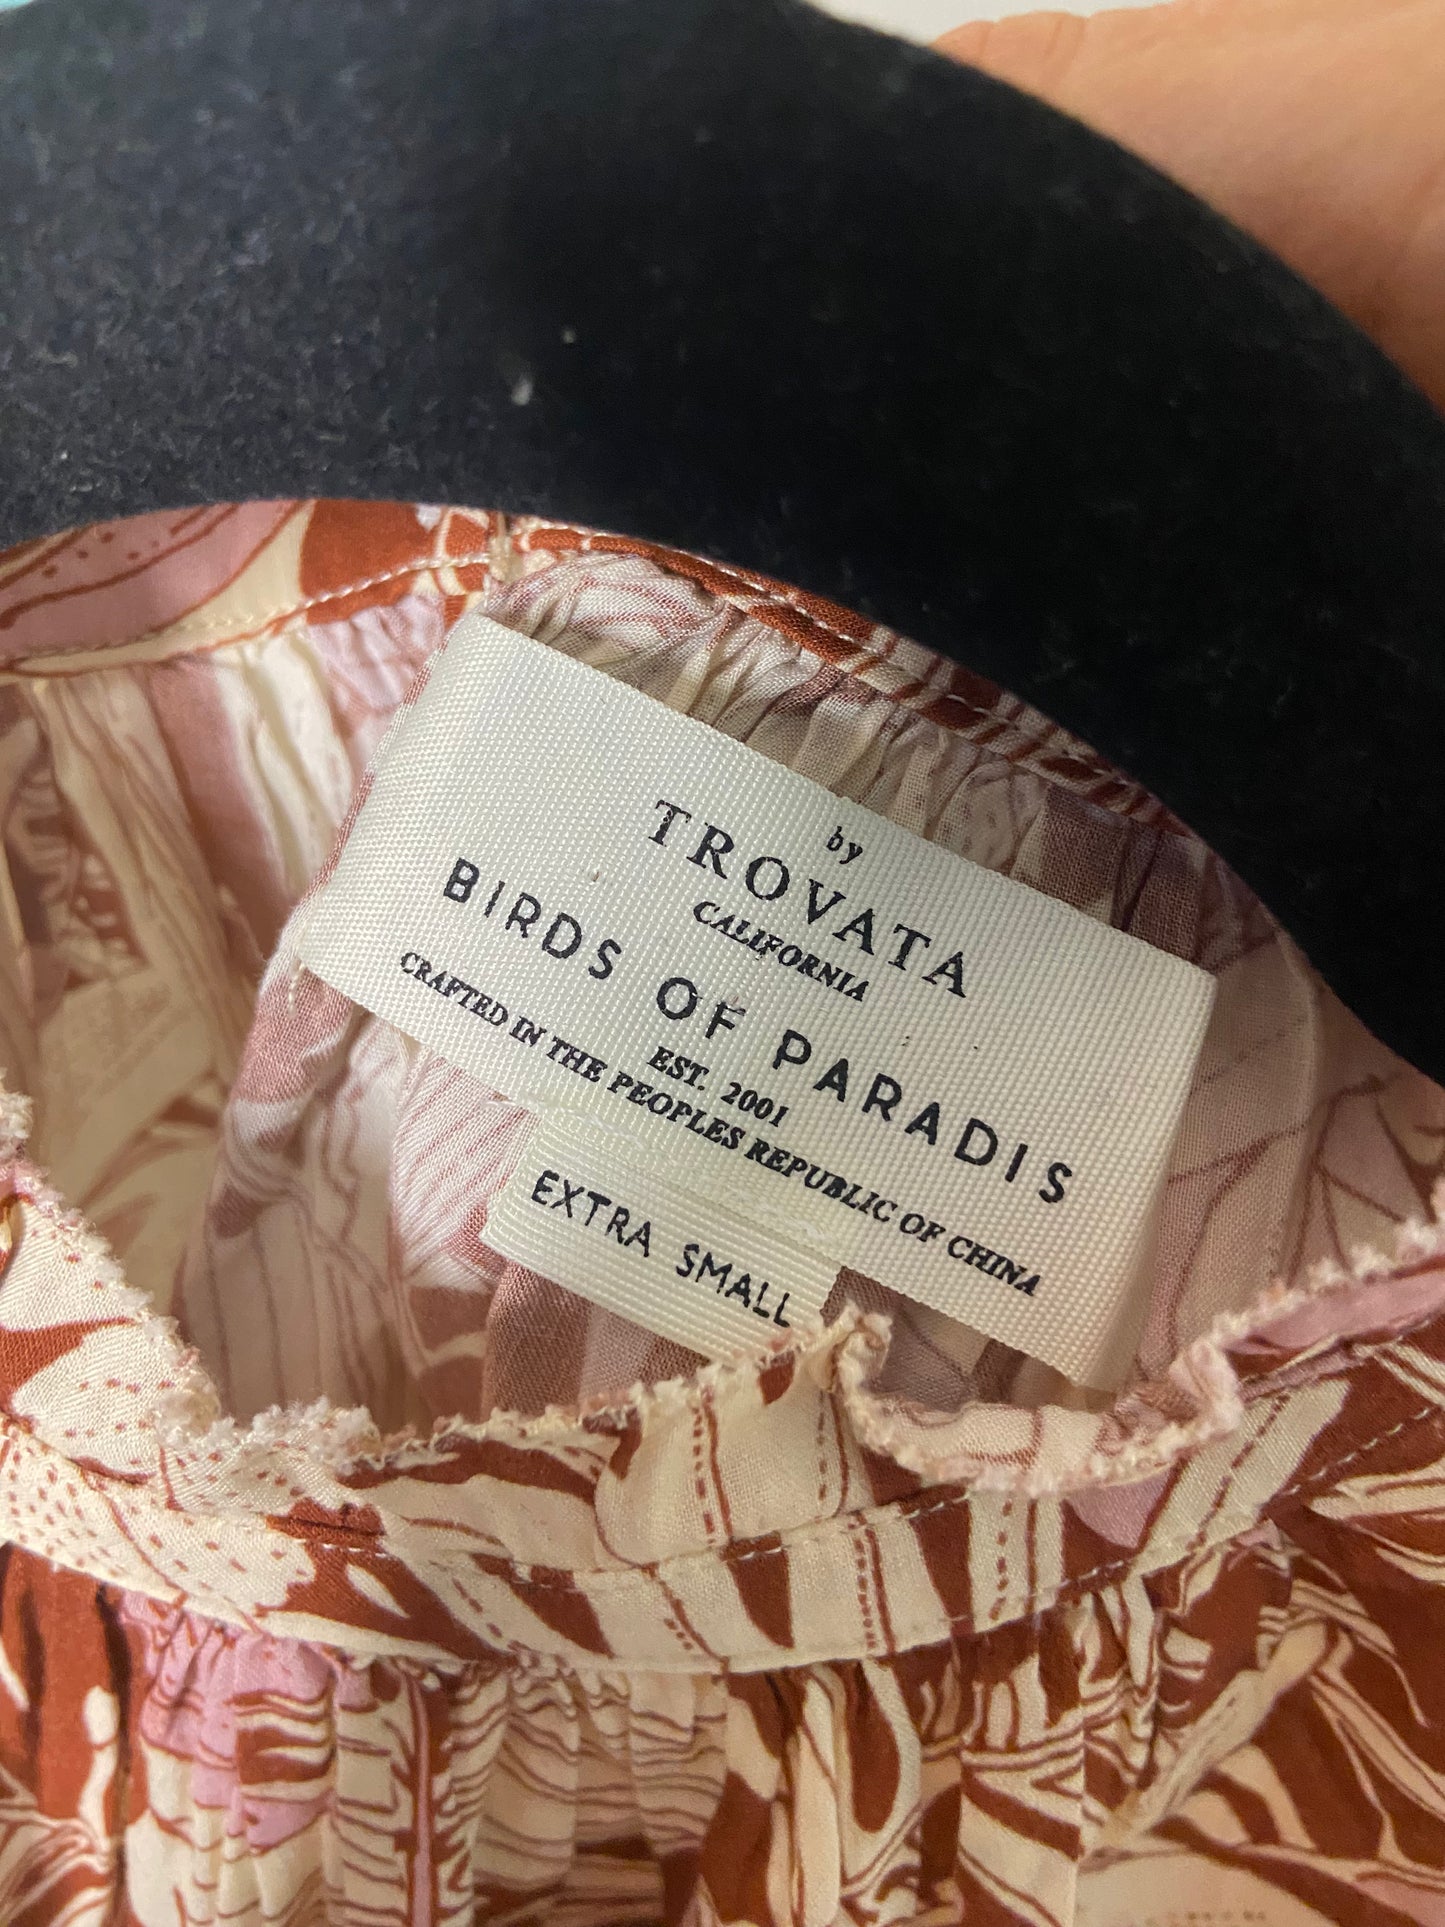 by
TROVATA
CALIFORNIA
BIRDS OF PARADIS
EST. 2001
CRAFTED IN THE PEOPLES REPUBLIC OF CHINA
EXTRA SMALL